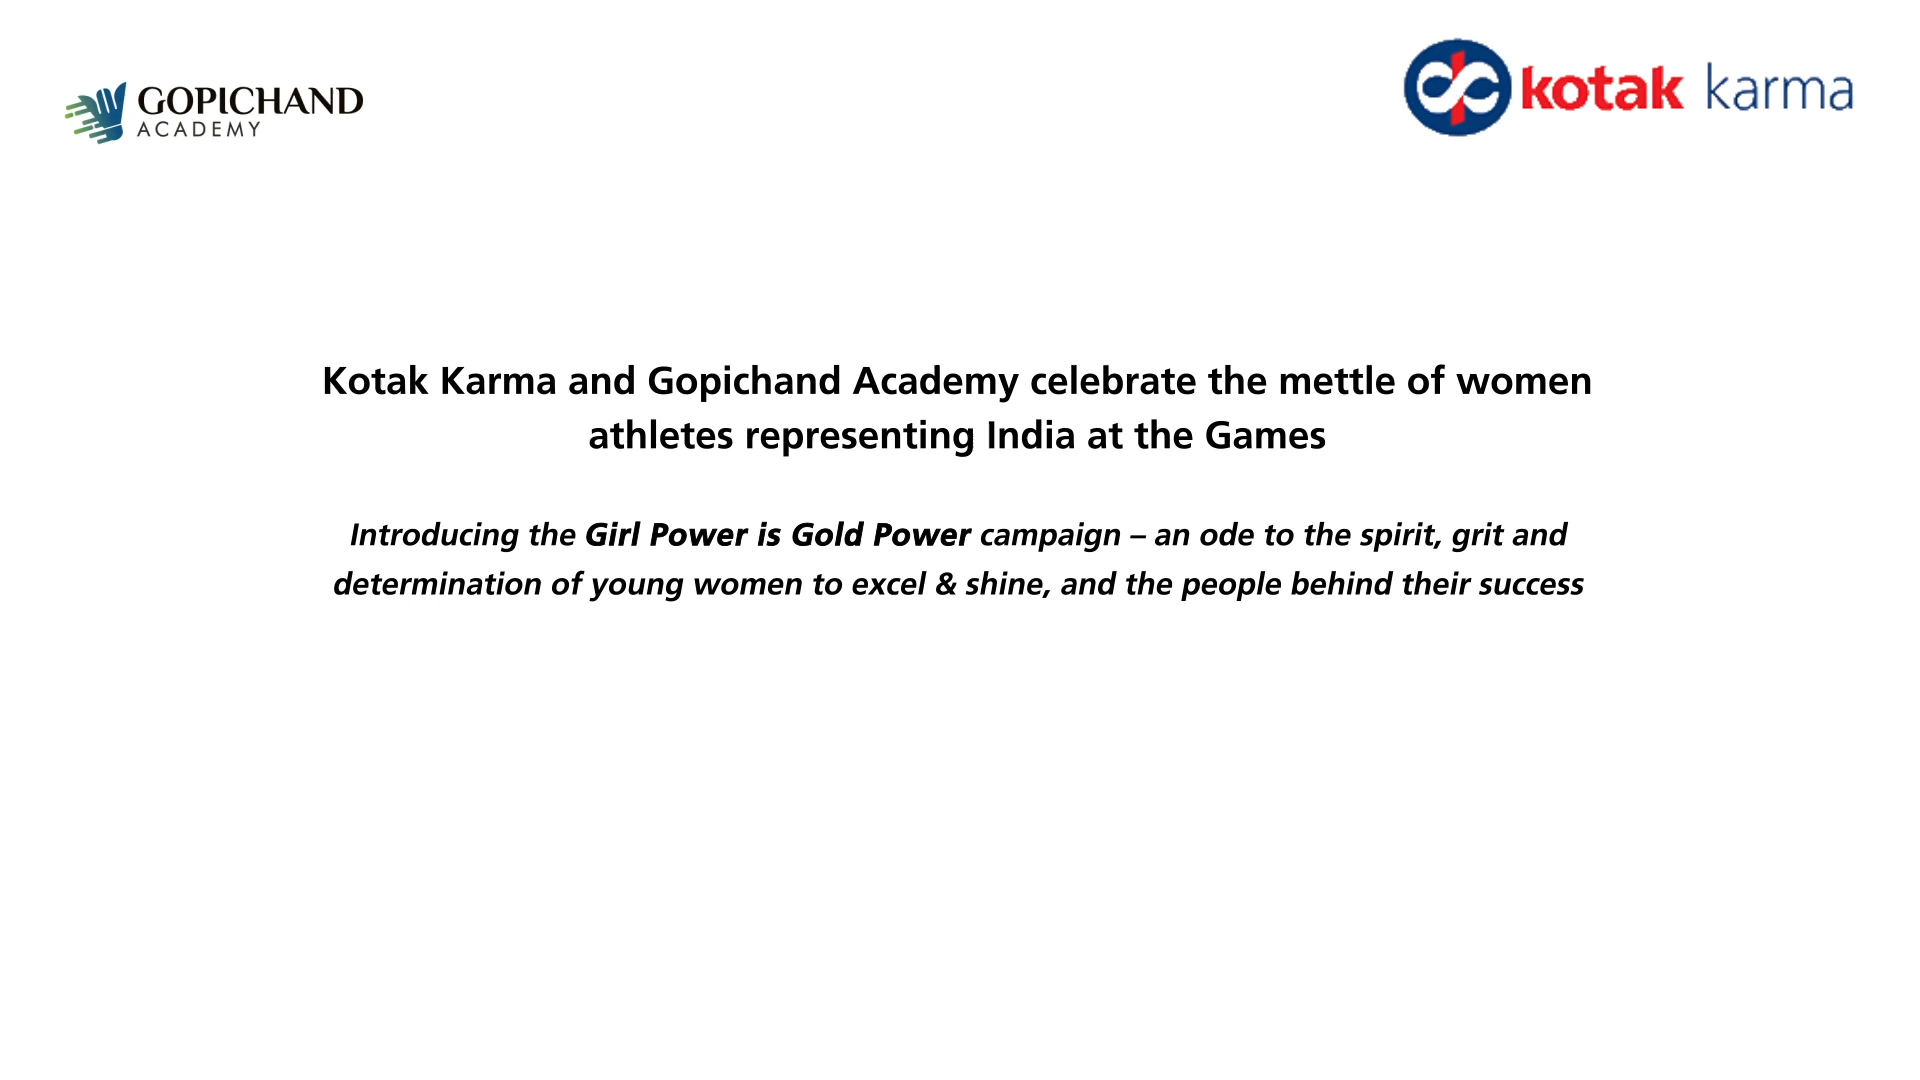 GOPICHAND
ACADEMY
kotak karma
Kotak Karma and Gopichand Academy celebrate the mettle of women
athletes representing India at the Games
Introducing the Girl Power is Gold Power campaign – an ode to the spirit, grit and
determination of young women to excel & shine, and the people behind their success